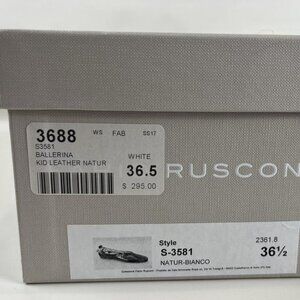 3688 WS FAB SS17
S3581
BALLERINA
KID LEATHER NATUR WHITE
36.5
$ 295.00
RUSCON
Style 2361.8
S-3581 36½
NATUR-BIANCO